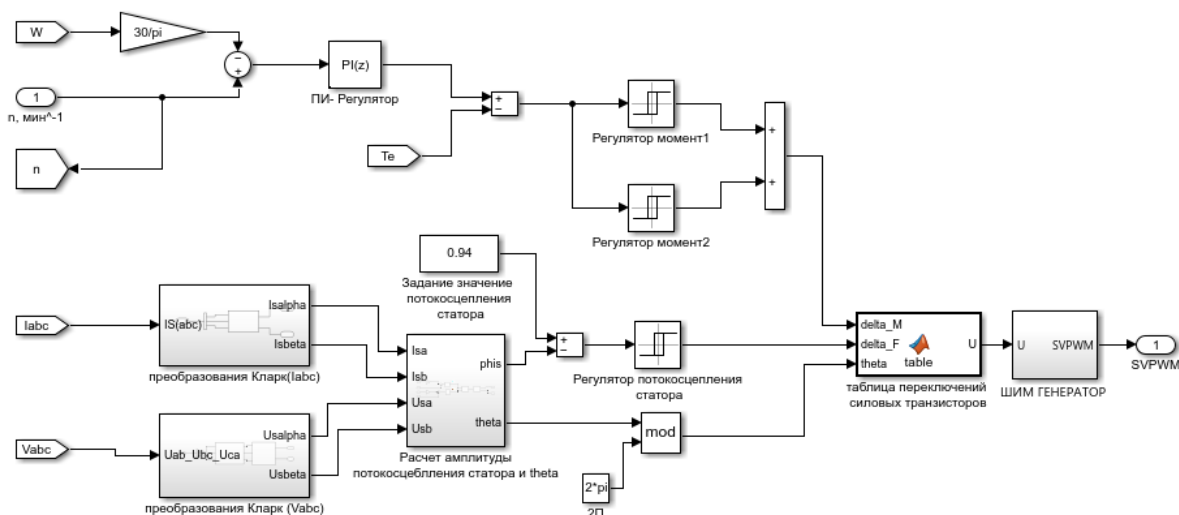 W
30/pi
−
+
PI(z)
ПИ- Регулятор
1
n, мин^-1
n
Te
+
−
Регулятор момент1
Регулятор момент2
+
+
0.94
Задание значение
потокосцепления
статора
Iabc
IS(abc)
Isalpha
Isbeta
преобразования Кларк(Iabc)
Isa
Isb
Usa
Usb
phis
theta
Расчет амплитуды
потокосцеблления статора и theta
+
−
Регулятор потокосцепления
статора
Vabc
Uab_Ubc_Uca
Usalpha
Usbeta
преобразования Кларк (Vabc)
mod
2*pi
2П
delta_M
delta_F
theta
table
U
таблица переключений
силовых транзисторов
U
SVPWM
ШИМ ГЕНЕРАТОР
1
SVPWM